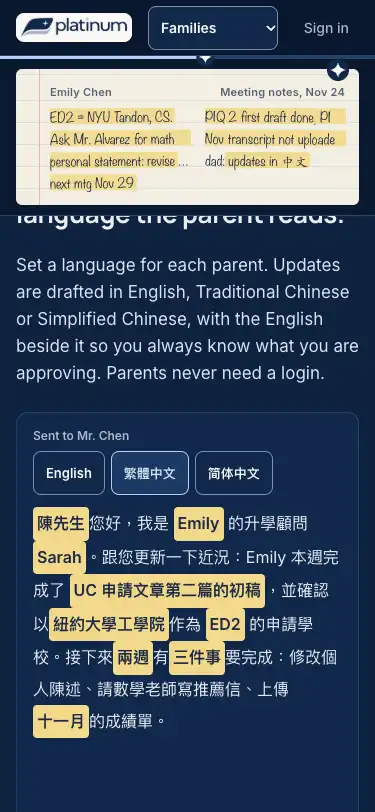 platinum
Families
Sign in
Emily Chen
Meeting notes, Nov 24
ED2 = NYU Tandon, CS.
Ask Mr. Alvarez for math
personal statement: revise ...
next mtg Nov 29
PIQ 2 first draft done, PI
Nov transcript not uploade
dad: updates in 中文
language the parent reads.
Set a language for each parent. Updates
are drafted in English, Traditional Chinese
or Simplified Chinese, with the English
beside it so you always know what you are
approving. Parents never need a login.
Sent to Mr. Chen
English
繁體中文
简体中文
陳先生您好,我是 Emily 的升學顧問
Sarah。跟您更新一下近況:Emily 本週完
成了 UC 申請文章第二篇的初稿,並確認
以紐約大學工學院作為 ED2 的申請學
校。接下來兩週有三件事要完成:修改個
人陳述、請數學老師寫推薦信、上傳
十一月的成績單。